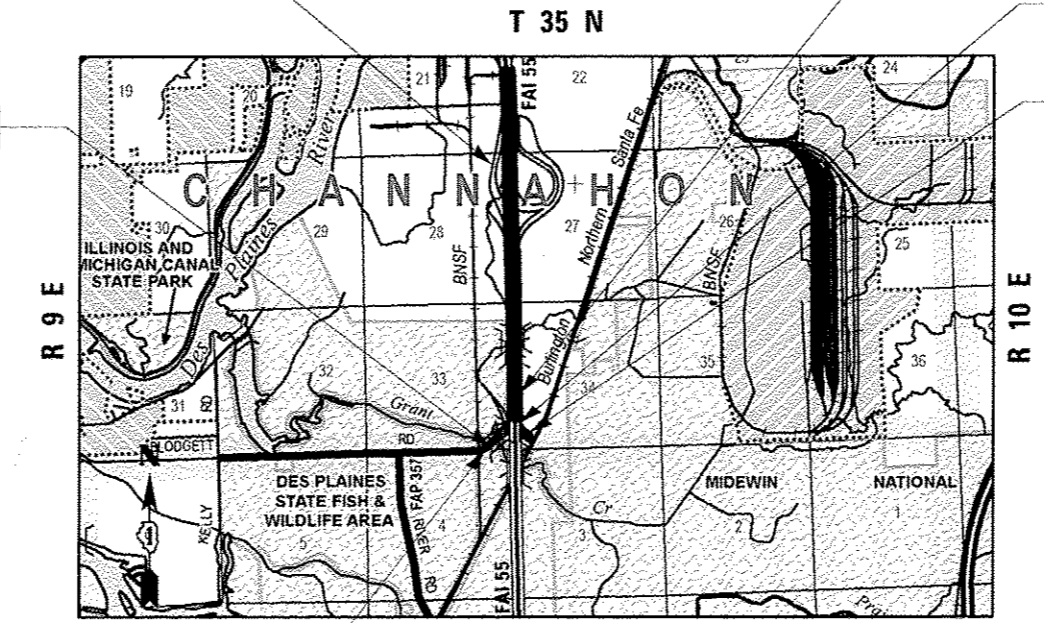 T 35 N
19
20
21
22
23
24
FAI 55
River
Santa Fe
CHANNAHON
30
29
28
27
26
25
ILLINOIS AND
MICHIGAN CANAL
STATE PARK
Plaines
BNSF
Northern
BNSF
R 9 E
R 10 E
Des
Burlington
31
32
33
34
35
36
RD
Grant
RD
BLODGETT
N
DES PLAINES
STATE FISH &
WILDLIFE AREA
FAP 357
MIDEWIN
NATIONAL
KELLY
5
4
RIVER
RD
FAI 55
Cr
3
2
1